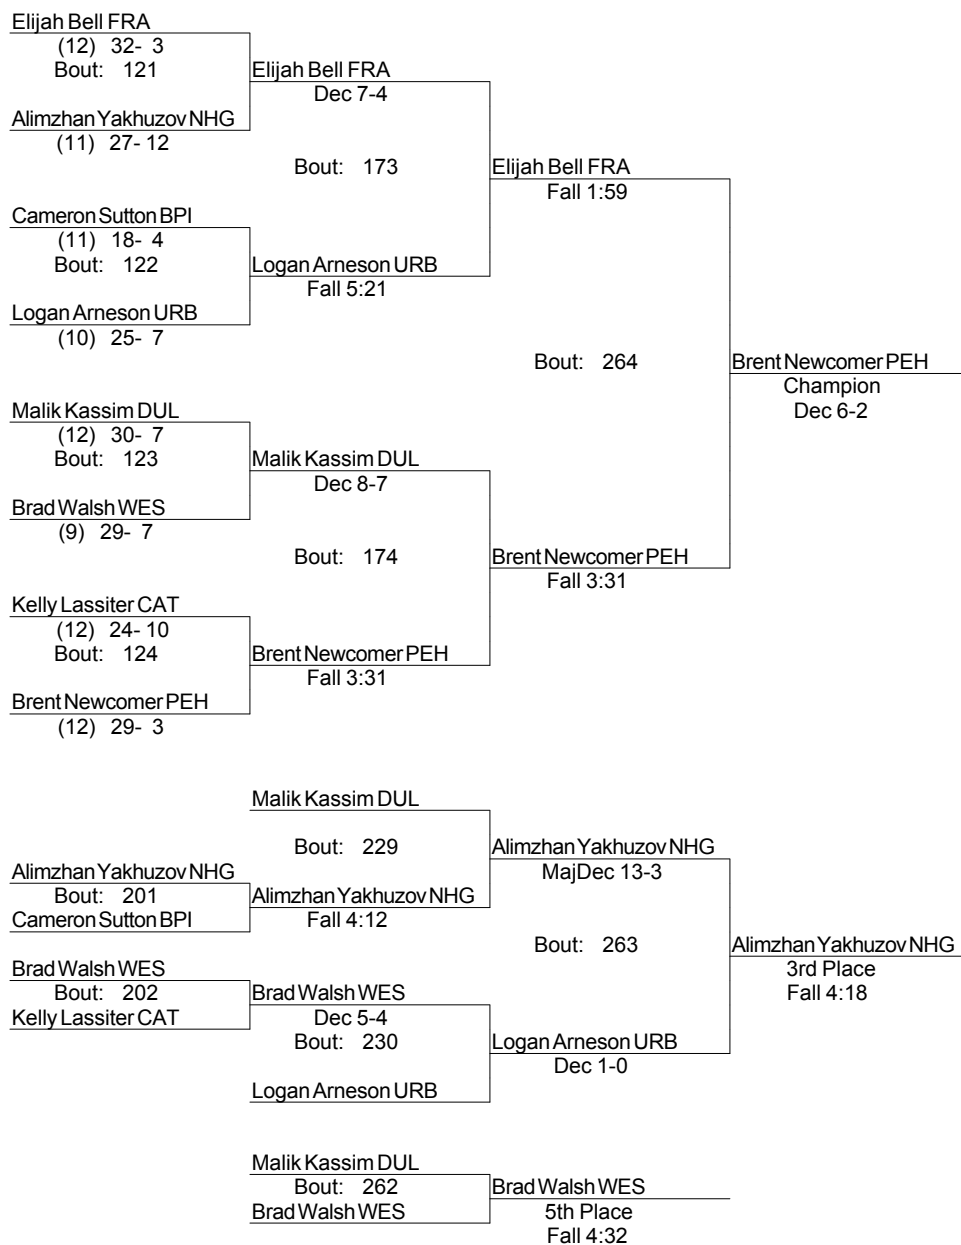 Elijah Bell FRA
(12) 32- 3
Bout: 121
Elijah Bell FRA
Dec 7-4
Alimzhan Yakhuzov NHG
(11) 27- 12
Bout: 173
Elijah Bell FRA
Fall 1:59
Cameron Sutton BPI
(11) 18- 4
Bout: 122
Logan Arneson URB
Fall 5:21
Logan Arneson URB
(10) 25- 7
Bout: 264
Brent Newcomer PEH
Champion
Dec 6-2
Malik Kassim DUL
(12) 30- 7
Bout: 123
Malik Kassim DUL
Dec 8-7
Brad Walsh WES
(9) 29- 7
Bout: 174
Brent Newcomer PEH
Fall 3:31
Kelly Lassiter CAT
(12) 24- 10
Bout: 124
Brent Newcomer PEH
Fall 3:31
Brent Newcomer PEH
(12) 29- 3
Malik Kassim DUL
Bout: 229
Alimzhan Yakhuzov NHG
MajDec 13-3
Alimzhan Yakhuzov NHG
Bout: 201
Alimzhan Yakhuzov NHG
Cameron Sutton BPI
Fall 4:12
Bout: 263
Alimzhan Yakhuzov NHG
3rd Place
Fall 4:18
Brad Walsh WES
Bout: 202
Brad Walsh WES
Kelly Lassiter CAT
Dec 5-4
Bout: 230
Logan Arneson URB
Dec 1-0
Logan Arneson URB
Malik Kassim DUL
Bout: 262
Brad Walsh WES
Brad Walsh WES
5th Place
Fall 4:32